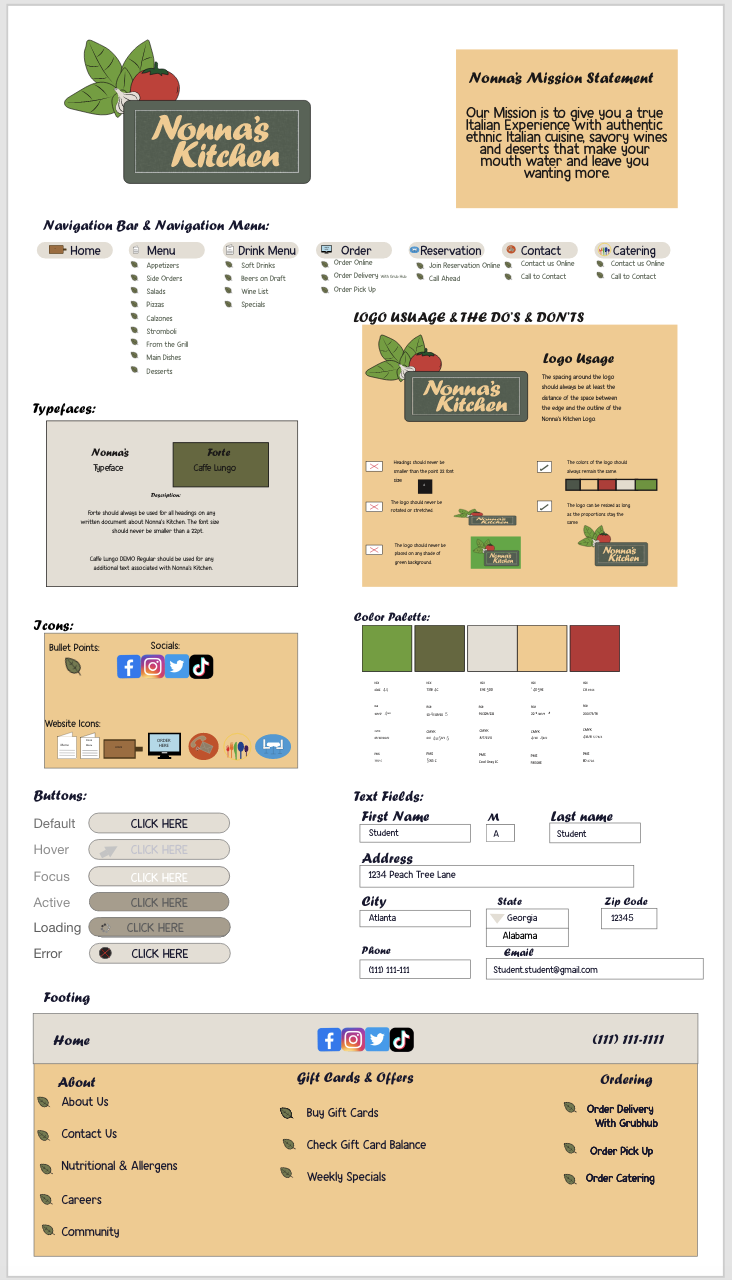 Nonna's
Kitchen
Nonna's Mission Statement
Our Mission is to give you a true
Italian Experience with authentic
ethnic Italian cuisine, savory wines
and deserts that make your
mouth water and leave you
wanting more.
Navigation Bar & Navigation Menu:
Home
Menu
Drink Menu
Order
Reservation
Contact
Catering
Appetizers
Side Orders
Salads
Pizzas
Calzones
Stromboli
From the Grill
Main Dishes
Desserts
Soft Drinks
Beers on Draft
Wine List
Specials
Order Online
Order Delivery With Grub Hub
Order Pick Up
Join Reservation Online
Call Ahead
Contact us Online
Call to Contact
Contact us Online
Call to Contact
LOGO USUAGE & THE DO'S & DON'TS
Nonna's
Kitchen
Logo Usage
The spacing around the logo
should always be at least the
distance of the space between
the edge and the outline of the
Nonna's Kitchen Logo.
Headings should never be
smaller than the point 22 font
size.
The logo should never be
rotated or stretched.
Nonna's
Kitchen
The logo should never be
placed on any shade of
green background.
Nonna's
Kitchen
The colors of the logo should
always remain the same.
The logo can be resized as long
as the proportions stay the
same
Nonna's
Kitchen
Typefaces:
Nonna's
Typeface
Forte
Caffe Lungo
Description:
Forte should always be used for all headings on any
written document about Nonna's Kitchen. The font size
should never be smaller than a 22pt.
Caffe Lungo DEMO Regular should be used for any
additional text associated with Nonna's Kitchen.
Icons:
Bullet Points:
Socials:
Website Icons:
ORDER
HERE
Color Palette:
CMYK
CMYK
CMYK
PMS
PMS
PMS
PMS
PMS
Buttons:
Default
CLICK HERE
Hover
CLICK HERE
Focus
CLICK HERE
Active
CLICK HERE
Loading
CLICK HERE
Error
CLICK HERE
Text Fields:
First Name
M
Last name
Student
A
Student
Address
1234 Peach Tree Lane
City
State
Zip Code
Atlanta
Georgia
12345
Alabama
Phone
Email
(111) 111-111
Student.student@gmail.com
Footing
Home
(111) 111-1111
About
About Us
Contact Us
Nutritional & Allergens
Careers
Community
Gift Cards & Offers
Buy Gift Cards
Check Gift Card Balance
Weekly Specials
Ordering
Order Delivery
With Grubhub
Order Pick Up
Order Catering